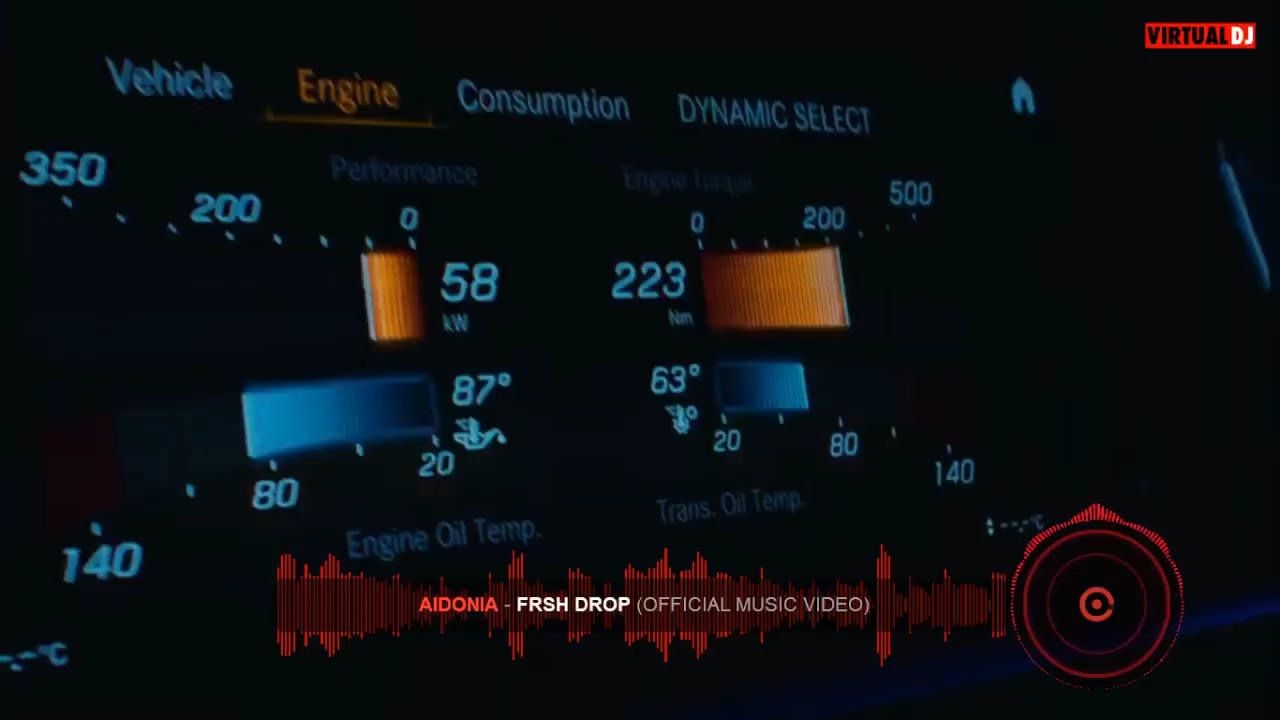 VIRTUALDJ
Vehicle Engine Consumption DYNAMIC SELECT
Performance Engine torque
350 200 0 0 200 500
58 kW 223 Nm
87° 63°
80 20 20 80 140
140
Engine Oil Temp. Trans. Oil Temp.
--,-°C
AIDONIA - FRSH DROP (OFFICIAL MUSIC VIDEO)
--,-°C